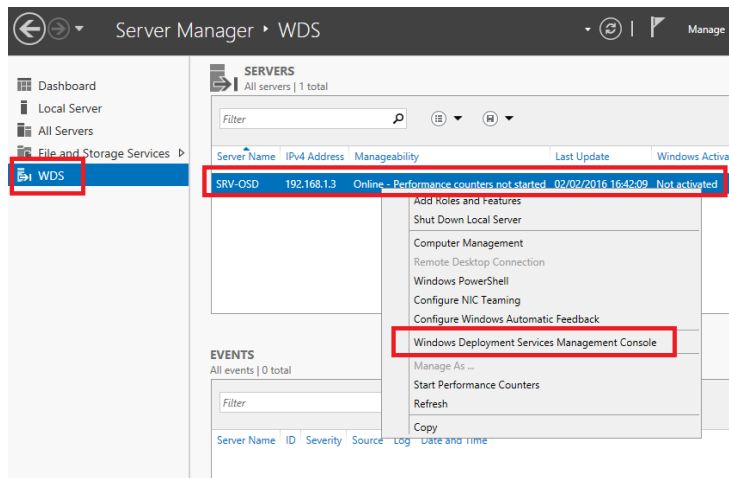 Server Manager ‣ WDS
Manage
Dashboard
Local Server
All Servers
File and Storage Services
WDS
SERVERS
All servers | 1 total
Filter
Server Name IPv4 Address Manageability Last Update Windows Activa
SRV-OSD 192.168.1.3 Online - Performance counters not started 02/02/2016 16:42:09 Not activated
Add Roles and Features
Shut Down Local Server
Computer Management
Remote Desktop Connection
Windows PowerShell
Configure NIC Teaming
Configure Windows Automatic Feedback
Windows Deployment Services Management Console
Manage As ...
Start Performance Counters
Refresh
Copy
EVENTS
All events | 0 total
Filter
Server Name ID Severity Source Log Date and Time